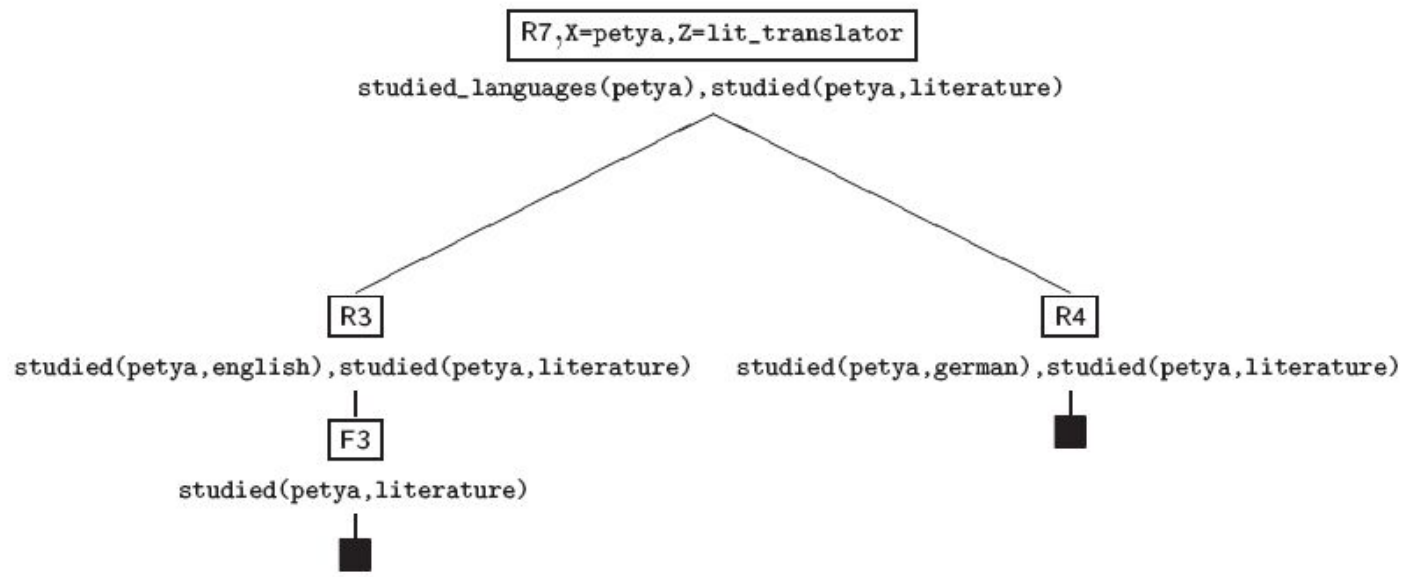 R7,X=petya,Z=lit_translator
studied_languages(petya),studied(petya,literature)
R3
R4
studied(petya,english),studied(petya,literature)
studied(petya,german),studied(petya,literature)
F3
studied(petya,literature)